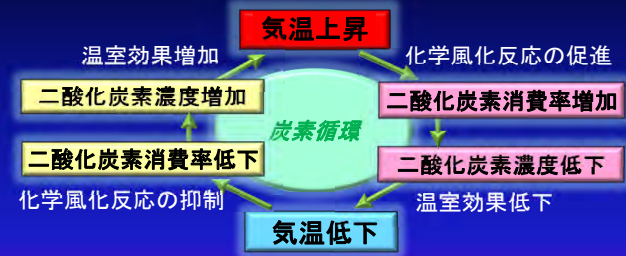 気温上昇
温室効果増加
化学風化反応の促進
二酸化炭素濃度増加
二酸化炭素消費率増加
炭素循環
二酸化炭素消費率低下
二酸化炭素濃度低下
化学風化反応の抑制
温室効果低下
気温低下